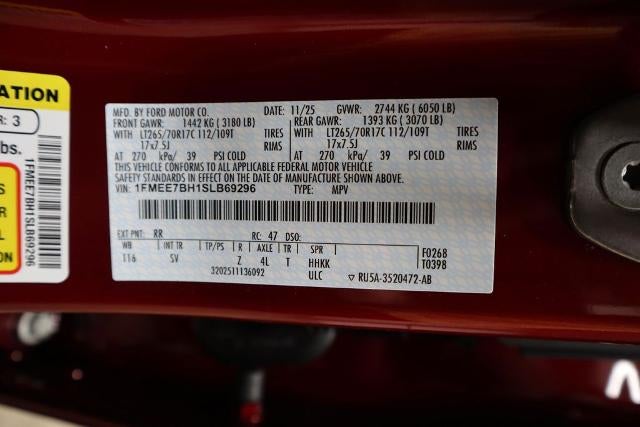 ATION
R: 3
lbs.
1FMEE7BH1SLB69296
MFD. BY FORD MOTOR CO. DATE: 11/25 GVWR: 2744 KG ( 6050 LB)
FRONT GAWR: 1442 KG ( 3180 LB) REAR GAWR: 1393 KG ( 3070 LB)
WITH LT265/70R17C 112/109T TIRES WITH LT265/70R17C 112/109T TIRES
17x7.5J RIMS 17x7.5J RIMS
AT 270 kPa/ 39 PSI COLD AT 270 kPa/ 39 PSI COLD
THIS VEHICLE CONFORMS TO ALL APPLICABLE FEDERAL MOTOR VEHICLE
SAFETY STANDARDS IN EFFECT ON THE DATE OF MANUFACTURE SHOWN ABOVE.
VIN: 1FMEE7BH1SLB69296 TYPE: MPV
EXT PNT: RR RC: 47 DSO: F0268
WB INT TR TP/PS R AXLE TR SPR T0398
116 SV Z 4L T HHKK
3202511136092 ULC RU5A-3520472-AB